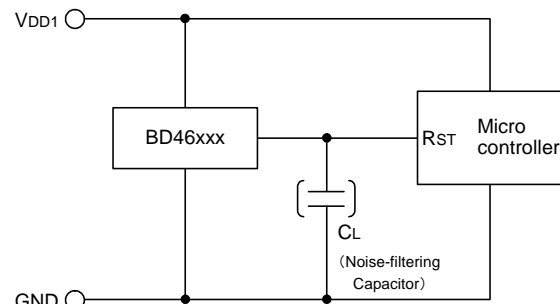 VDD1
BD46xxx
RST
Micro
controller
CL
（Noise-filtering
Capacitor）
GND